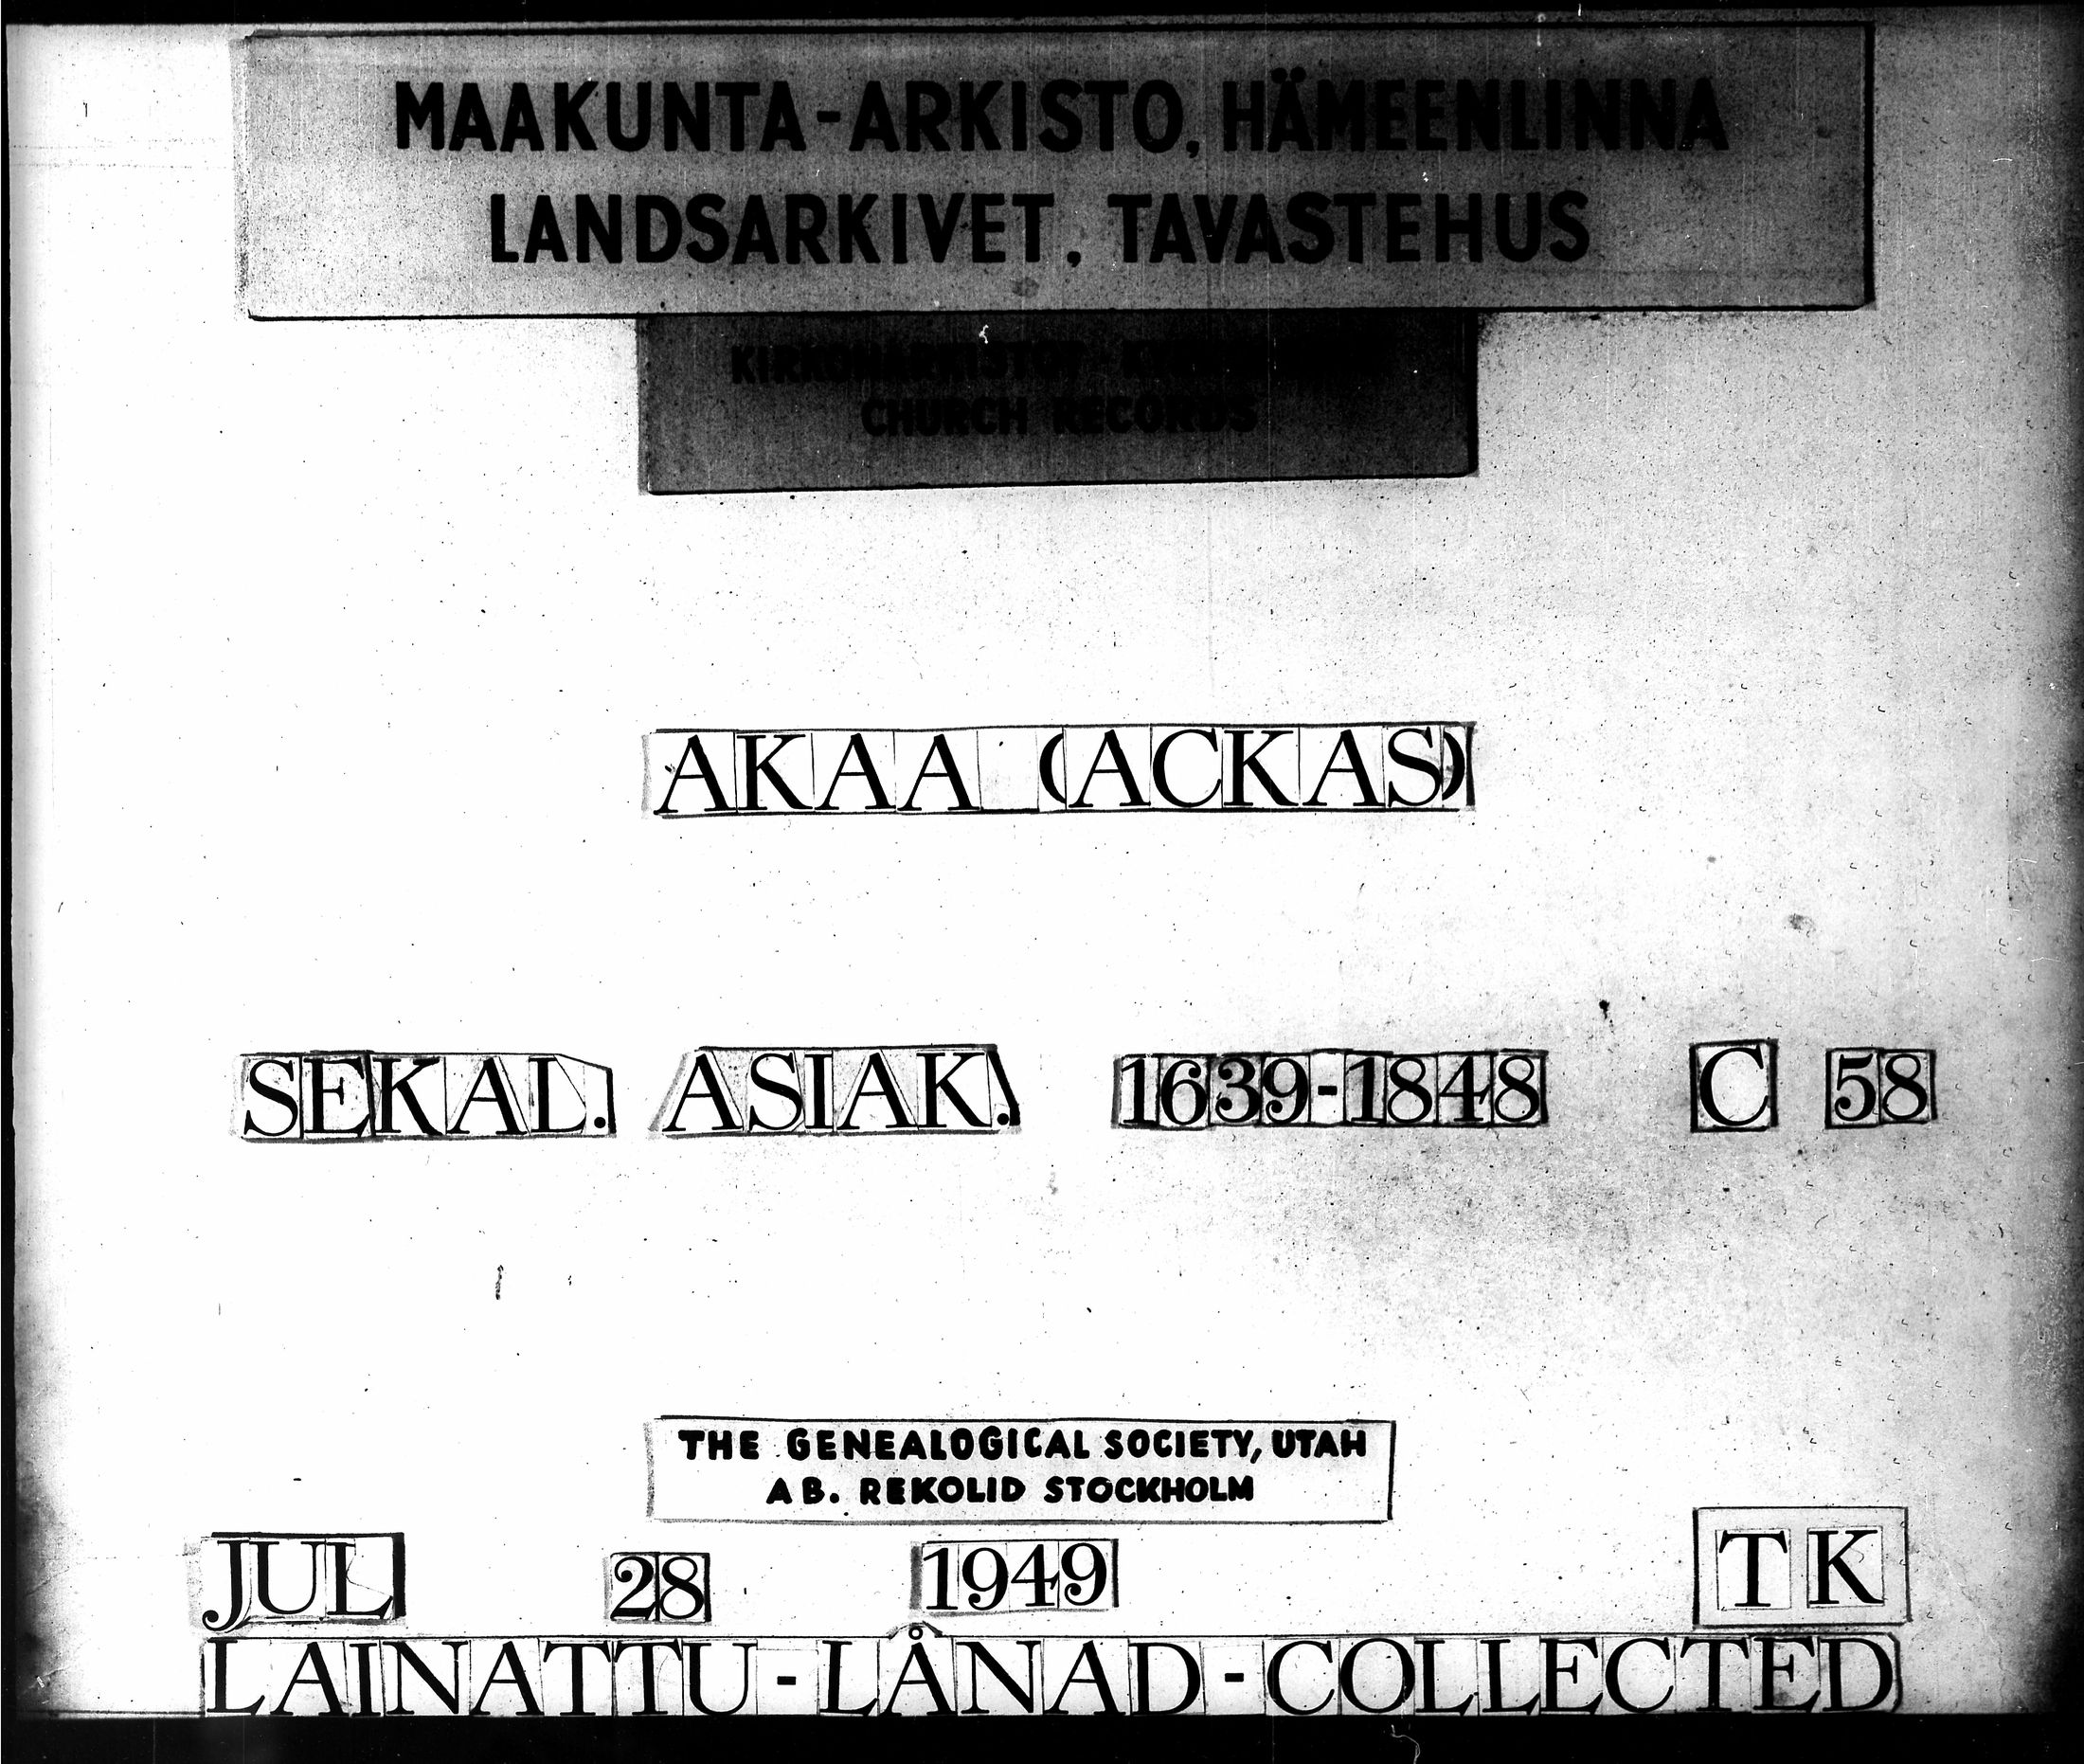 MAAKUNTA-ARKISTO, HÄMEENLINNA
LANDSARKIVET, TAVASTEHUS
KIRKONARKISTOT
CHURCH RECORDS
AKAA (ACKAS)
SEKAL. ASIAK. 1639-1848 C 58
THE GENEALOGICAL SOCIETY, UTAH
AB. REKOLID STOCKHOLM
JUL 28 1949 TK
LAINATTU-LÅNAD-COLLECTED